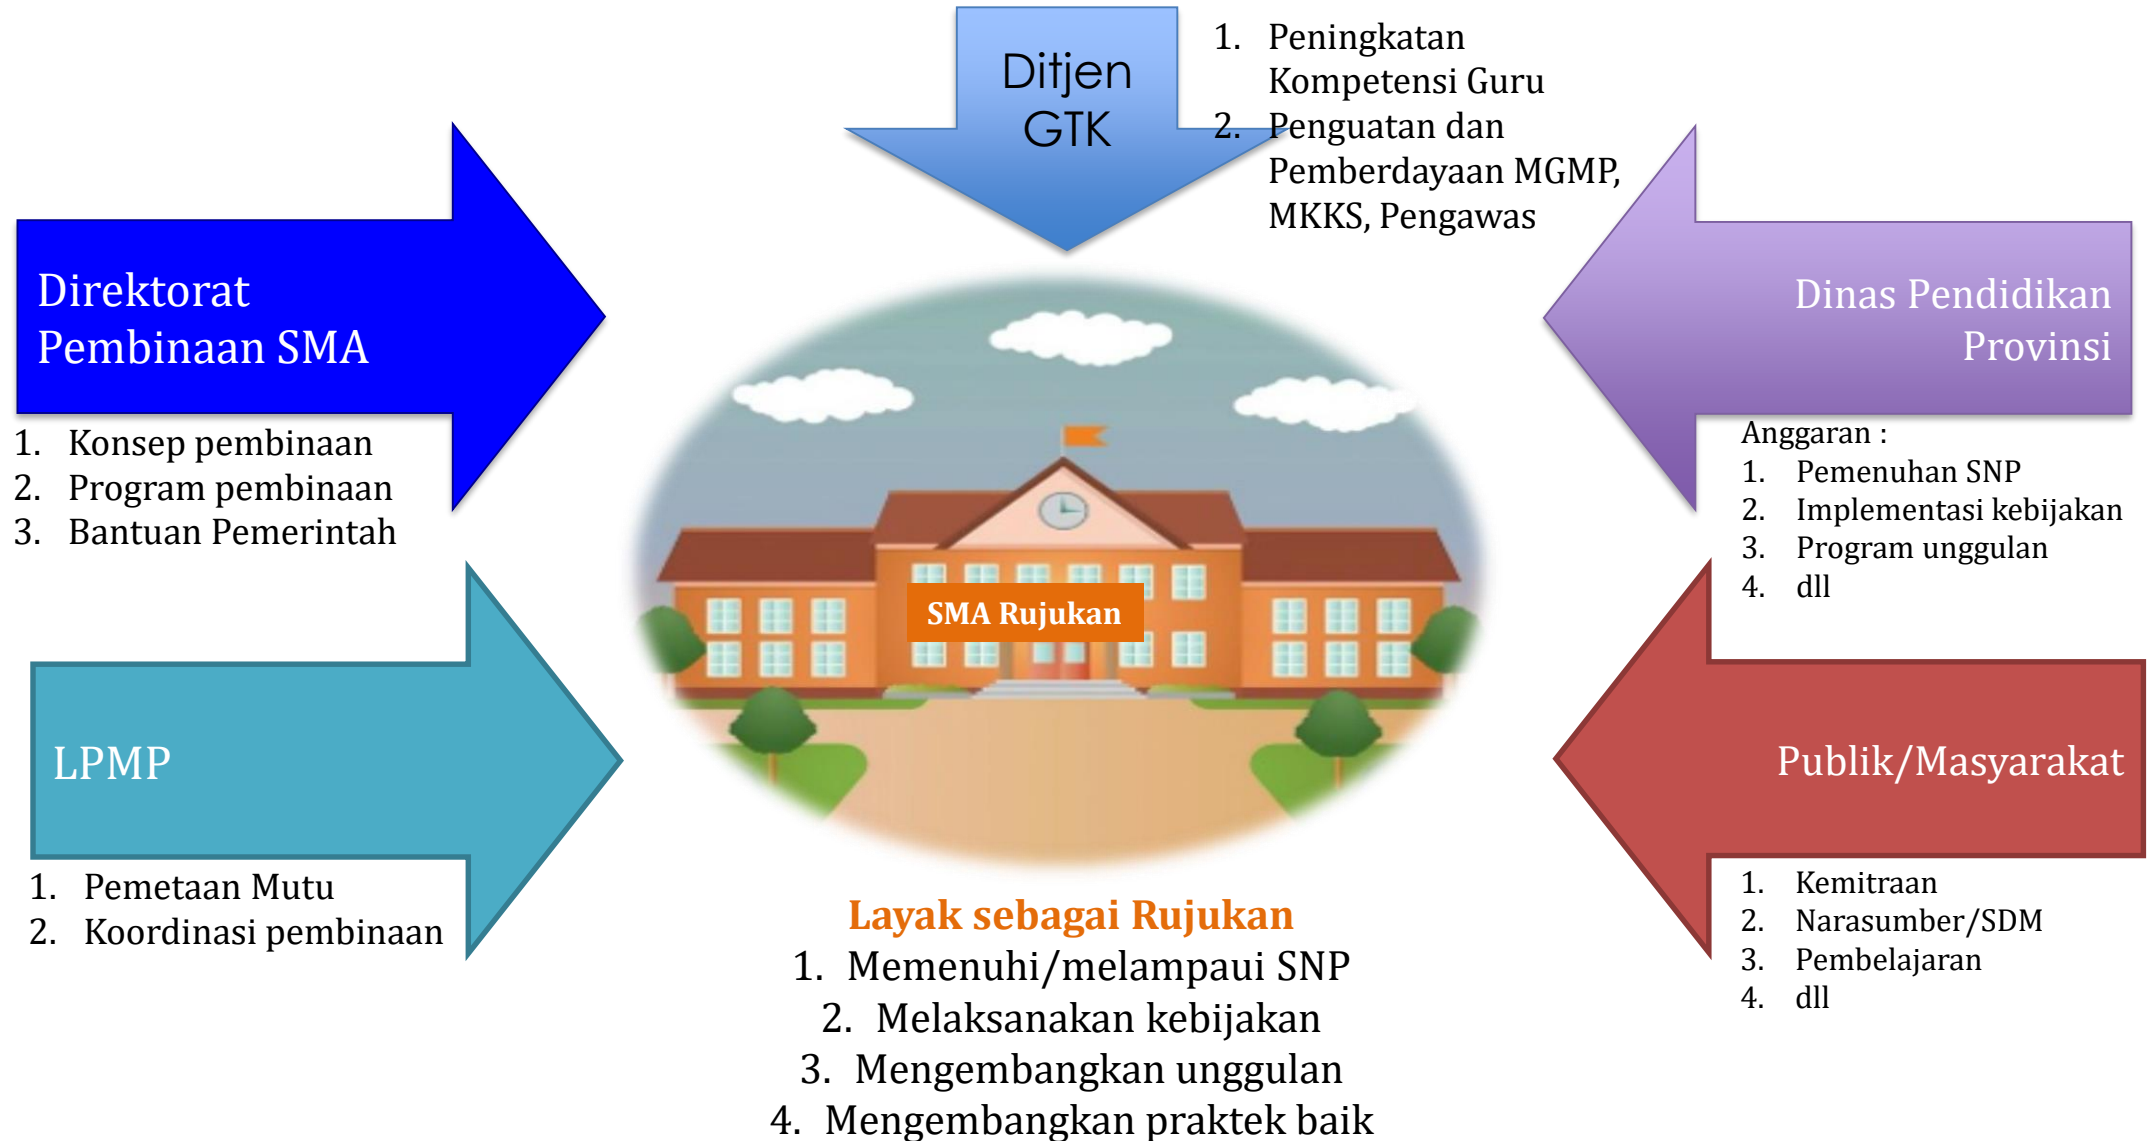 Ditjen
GTK
1. Peningkatan
Kompetensi Guru
2. Penguatan dan
Pemberdayaan MGMP,
MKKS, Pengawas
Direktorat
Pembinaan SMA
1. Konsep pembinaan
2. Program pembinaan
3. Bantuan Pemerintah
Dinas Pendidikan
Provinsi
Anggaran :
1. Pemenuhan SNP
2. Implementasi kebijakan
3. Program unggulan
4. dll
SMA Rujukan
LPMP
1. Pemetaan Mutu
2. Koordinasi pembinaan
Publik/Masyarakat
1. Kemitraan
2. Narasumber/SDM
3. Pembelajaran
4. dll
Layak sebagai Rujukan
1. Memenuhi/melampaui SNP
2. Melaksanakan kebijakan
3. Mengembangkan unggulan
4. Mengembangkan praktek baik